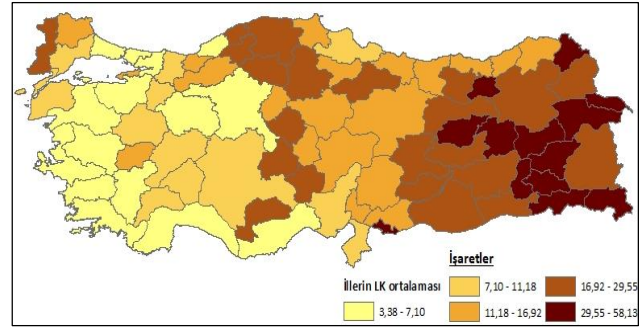 İşaretler
İllerin LK ortalaması
3,38 - 7,10
7,10 - 11,18
11,18 - 16,92
16,92 - 29,55
29,55 - 58,13